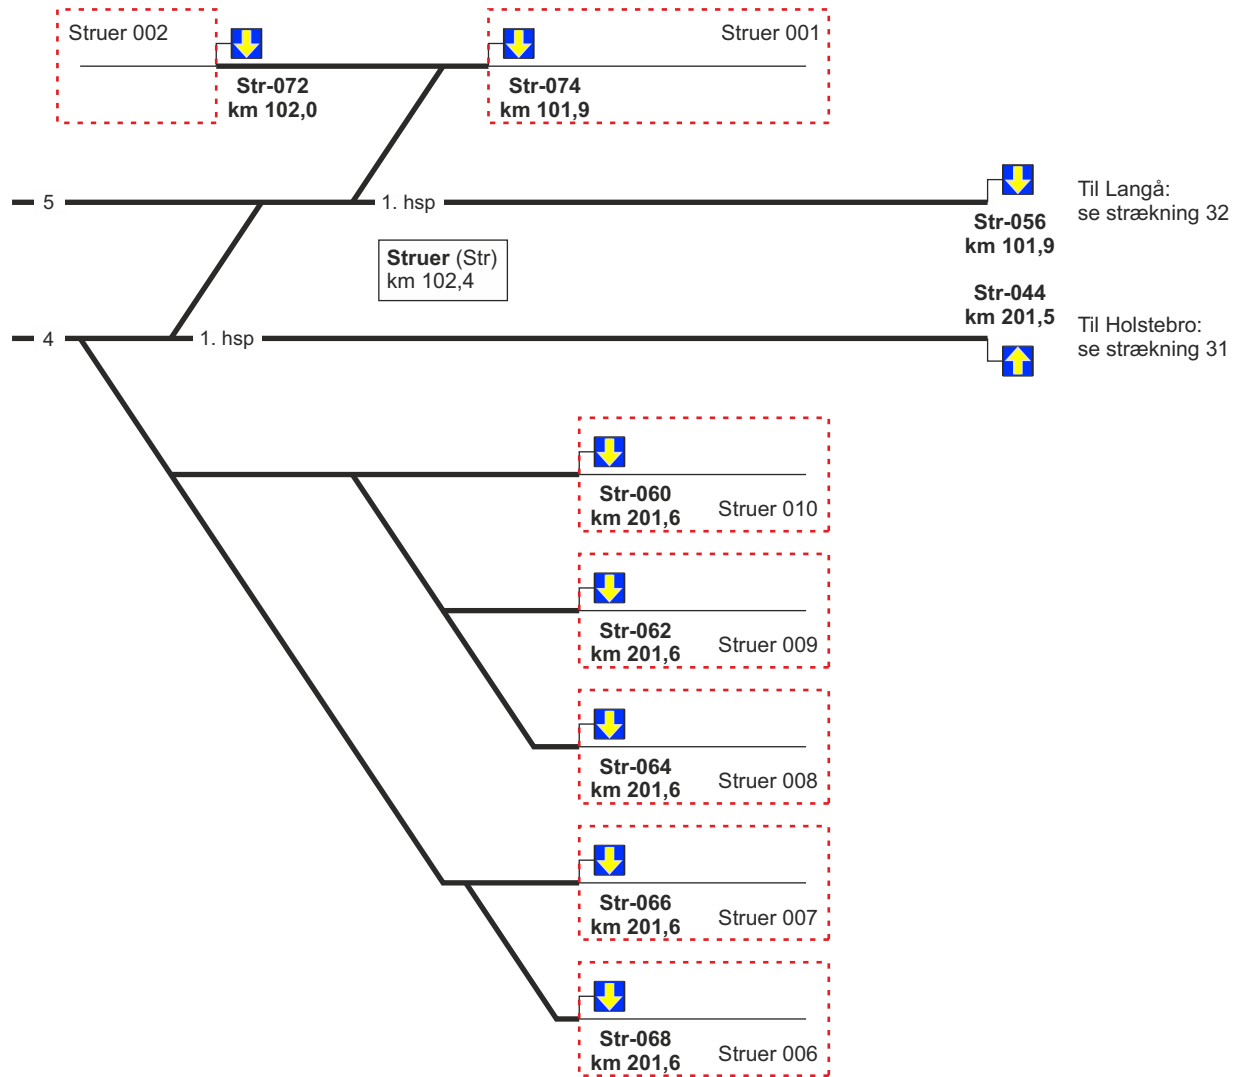 Struer 002
Struer 001
Str-072
km 102,0
Str-074
km 101,9
5
1. hsp
Str-056
km 101,9
Til Langå:
se strækning 32
Struer (Str)
km 102,4
Str-044
km 201,5
4
1. hsp
Til Holstebro:
se strækning 31
Str-060
km 201,6
Struer 010
Str-062
km 201,6
Struer 009
Str-064
km 201,6
Struer 008
Str-066
km 201,6
Struer 007
Str-068
km 201,6
Struer 006